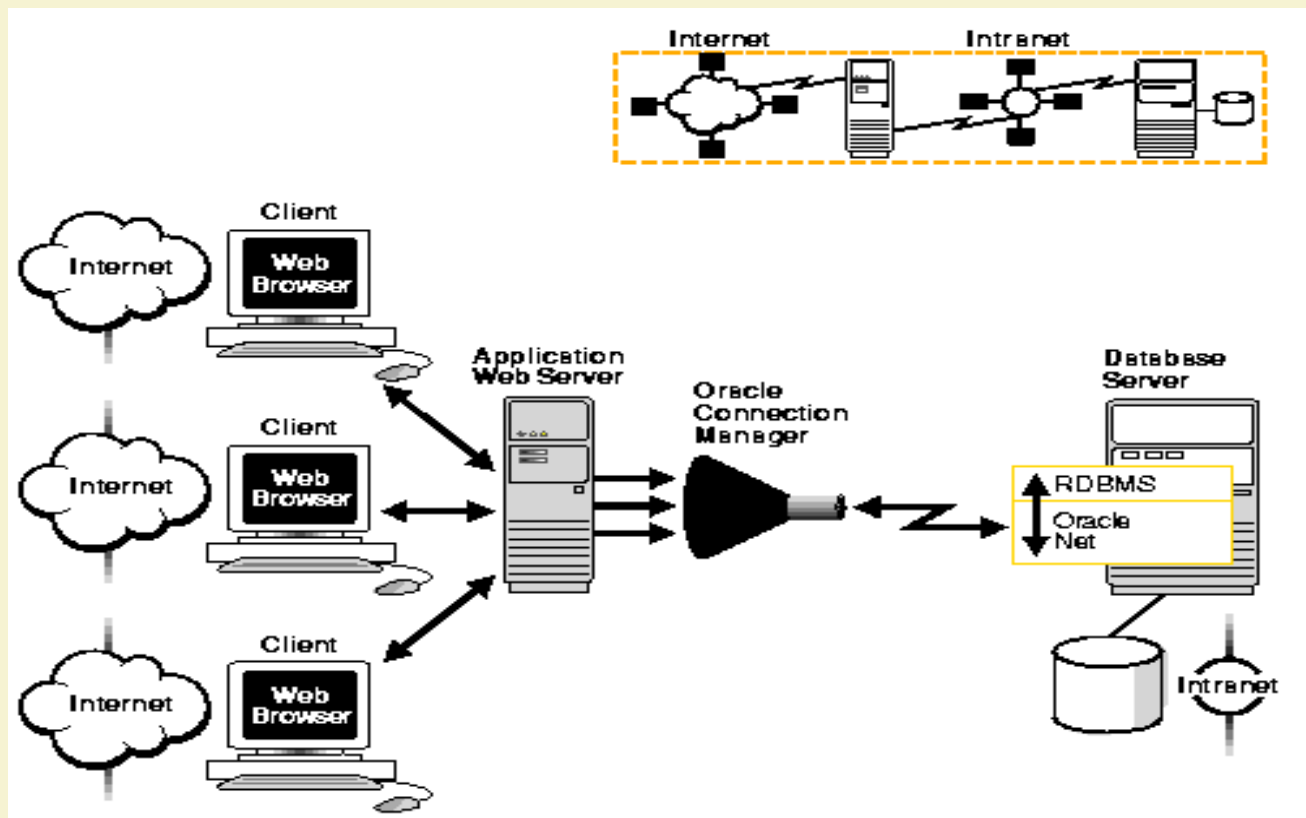 Internet
Intranet
Client
Internet
Web
Browser
Application
Web Server
Oracle
Connection
Manager
Database
Server
Client
Internet
Web
Browser
RDBMS
Oracle
Net
Client
Internet
Web
Browser
Intranet